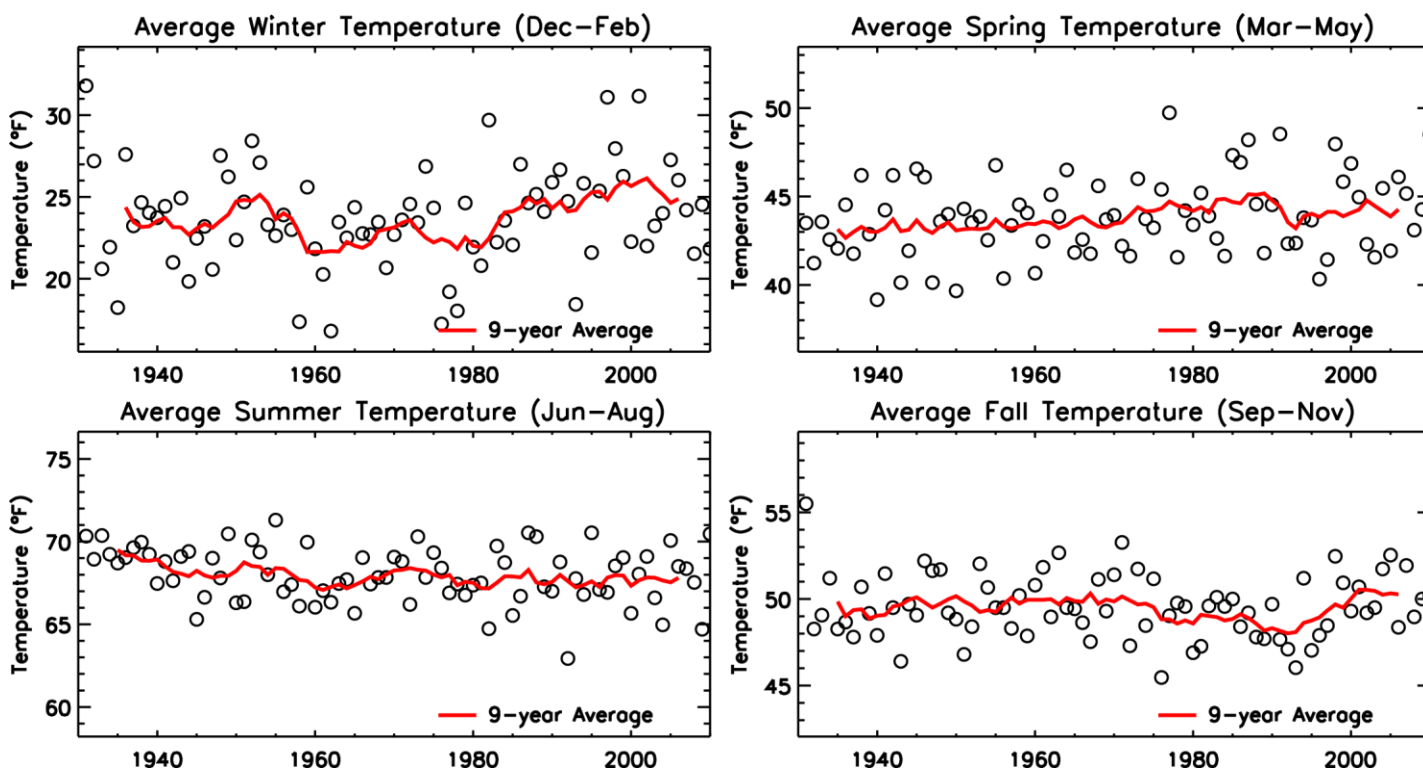 Average Winter Temperature (Dec–Feb)
Temperature (°F)
30
25
20
9-year Average
1940 1960 1980 2000
Average Spring Temperature (Mar–May)
Temperature (°F)
50
45
40
9-year Average
1940 1960 1980 2000
Average Summer Temperature (Jun–Aug)
Temperature (°F)
75
70
65
60
9-year Average
1940 1960 1980 2000
Average Fall Temperature (Sep–Nov)
Temperature (°F)
55
50
45
9-year Average
1940 1960 1980 2000